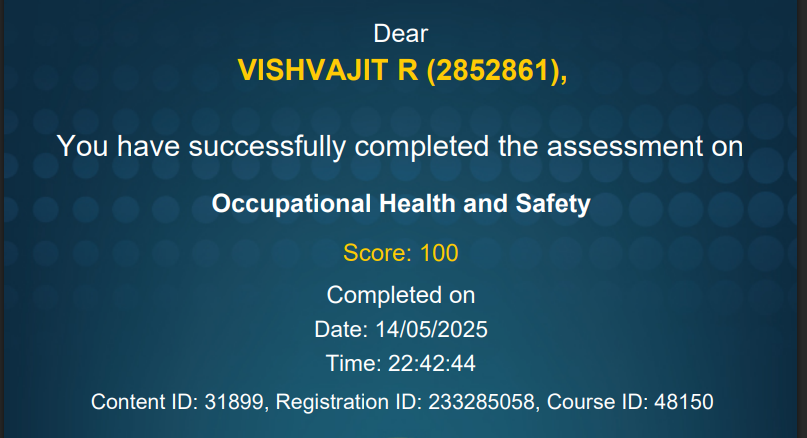 Dear
VISHVAJIT R (2852861),
You have successfully completed the assessment on
Occupational Health and Safety
Score: 100
Completed on
Date: 14/05/2025
Time: 22:42:44
Content ID: 31899, Registration ID: 233285058, Course ID: 48150